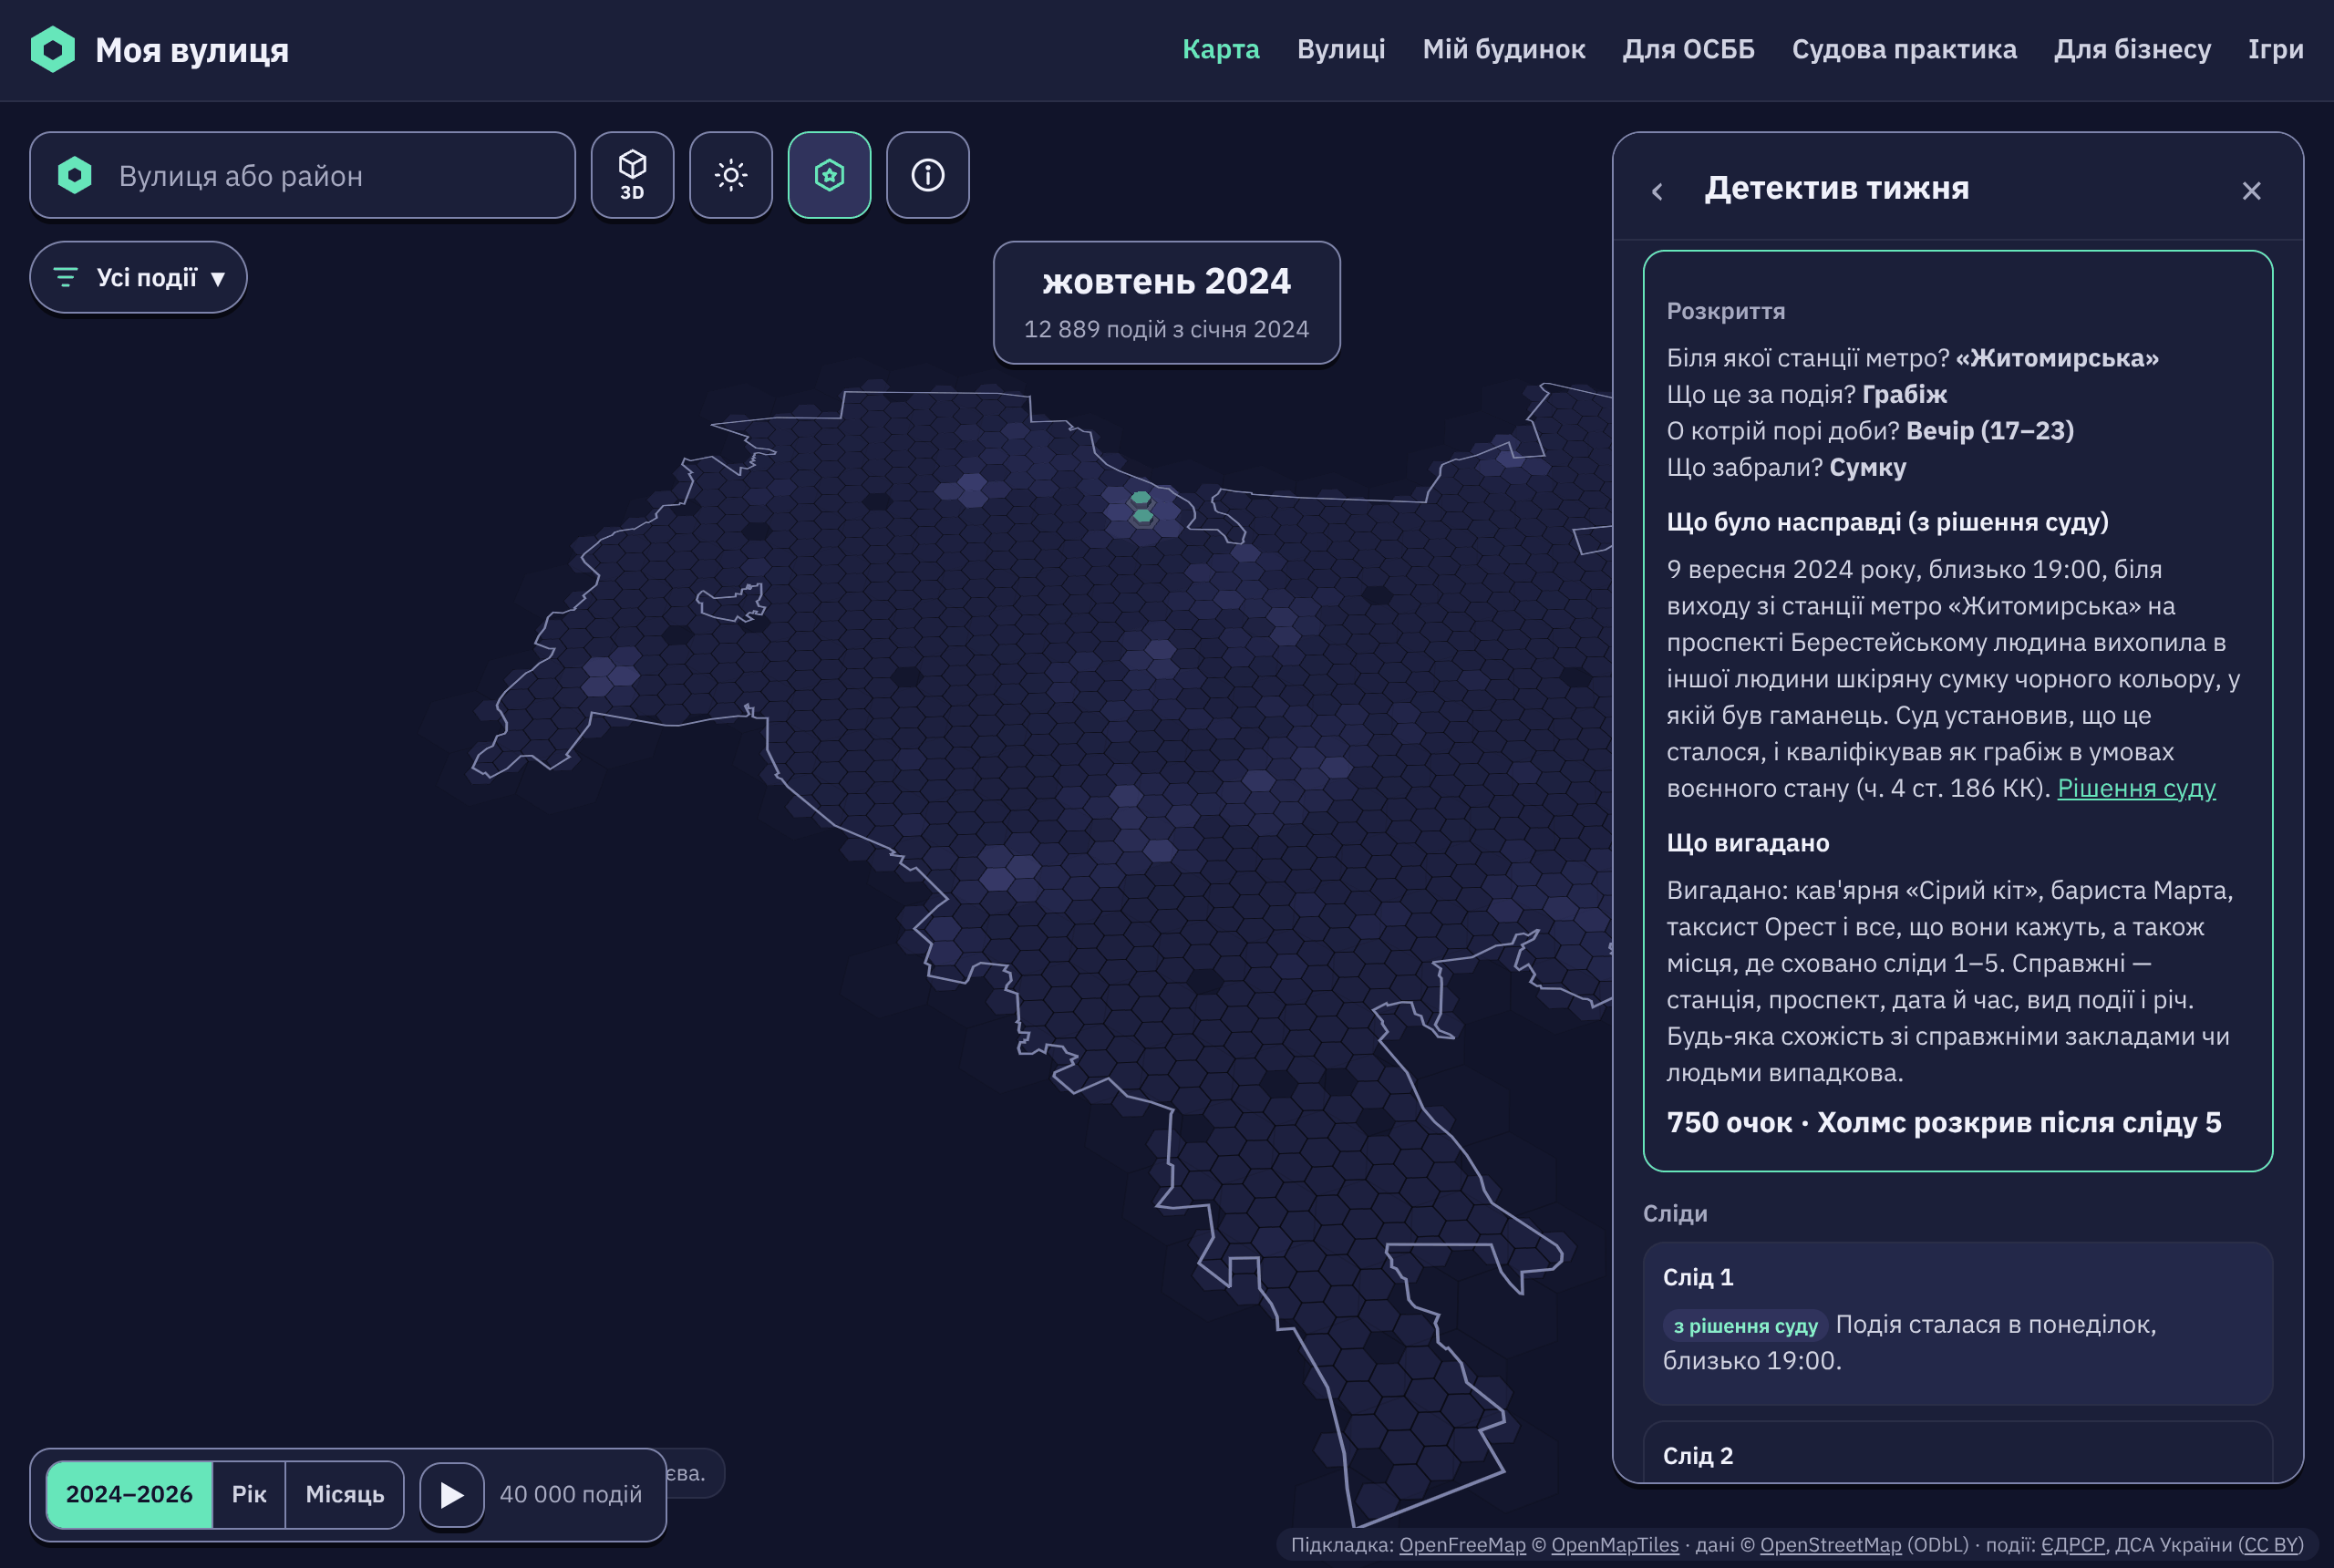 Моя вулиця
Карта
Вулиці
Мій будинок
Для ОСББ
Судова практика
Для бізнесу
Ігри
Вулиця або район
3D
Усі події ▼
жовтень 2024
12 889 подій з січня 2024
Детектив тижня
Розкриття
Біля якої станції метро? «Житомирська»
Що це за подія? Грабіж
О котрій порі доби? Вечір (17–23)
Що забрали? Сумку
Що було насправді (з рішення суду)
9 вересня 2024 року, близько 19:00, біля
виходу зі станції метро «Житомирська» на
проспекті Берестейському людина вихопила в
іншої людини шкіряну сумку чорного кольору, у
якій був гаманець. Суд установив, що це
сталося, і кваліфікував як грабіж в умовах
воєнного стану (ч. 4 ст. 186 КК). Рішення суду
Що вигадано
Вигадано: кав'ярня «Сірий кіт», бариста Марта,
таксист Орест і все, що вони кажуть, а також
місця, де сховано сліди 1–5. Справжні —
станція, проспект, дата й час, вид події і річ.
Будь-яка схожість зі справжніми закладами чи
людьми випадкова.
750 очок · Холмс розкрив після сліду 5
Сліди
Слід 1
з рішення суду Подія сталася в понеділок,
близько 19:00.
Слід 2
2024–2026
Рік
Місяць
40 000 подій
єва.
Підкладка: OpenFreeMap © OpenMapTiles · дані © OpenStreetMap (ODbL) · події: ЄДРСР, ДСА України (CC BY)